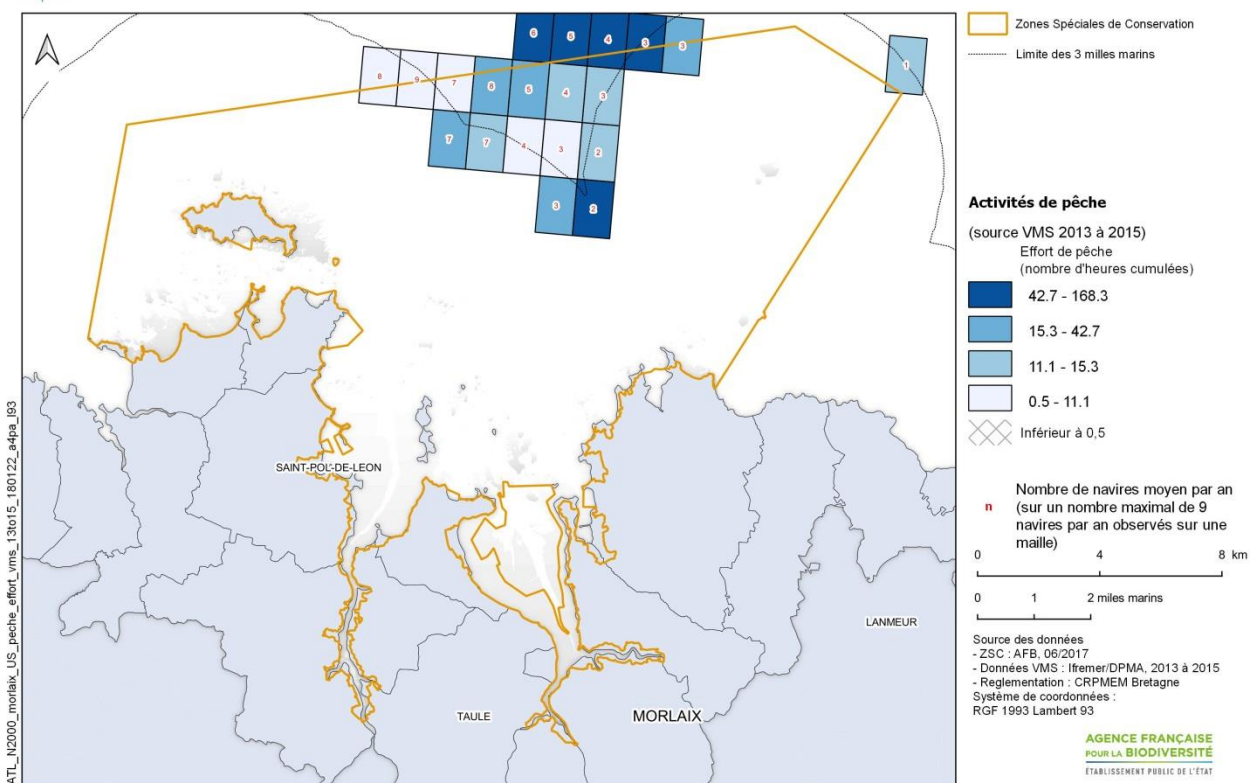 Zones Spéciales de Conservation
Limite des 3 milles marins
6 5 4 3 3
1
8 9 7 6 5 4 3
7 7 4 3 2
3 2
Activités de pêche
(source VMS 2013 à 2015)
Effort de pêche
(nombre d'heures cumulées)
42.7 - 168.3
15.3 - 42.7
11.1 - 15.3
0.5 - 11.1
Inférieur à 0,5
n
Nombre de navires moyen par an
(sur un nombre maximal de 9
navires par an observés sur une
maille)
0 4 8 km
0 1 2 miles marins
Source des données
- ZSC : AFB, 06/2017
- Données VMS : Ifremer/DPMA, 2013 à 2015
- Reglementation : CRPMEM Bretagne
Système de coordonnées :
RGF 1993 Lambert 93
AGENCE FRANÇAISE
POUR LA BIODIVERSITÉ
ÉTABLISSEMENT PUBLIC DE L'ÉTAT
SAINT-POL-DE-LEON
LANMEUR
TAULE
MORLAIX
ATL_N2000_morlaix_US_peche_effort_vms_13to15_180122_a4pa_l93